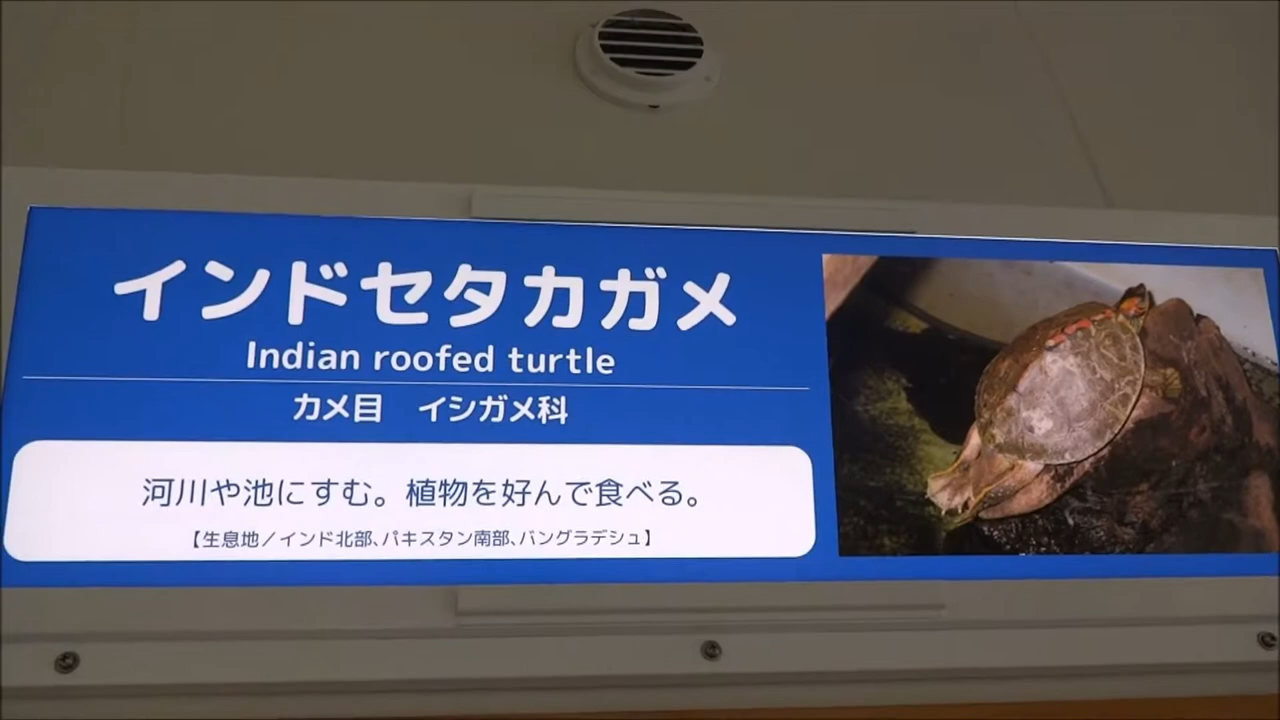 インドセタカガメ
Indian roofed turtle
カメ目　イシガメ科
河川や池にすむ。植物を好んで食べる。
【生息地／インド北部、パキスタン南部、バングラデシュ】